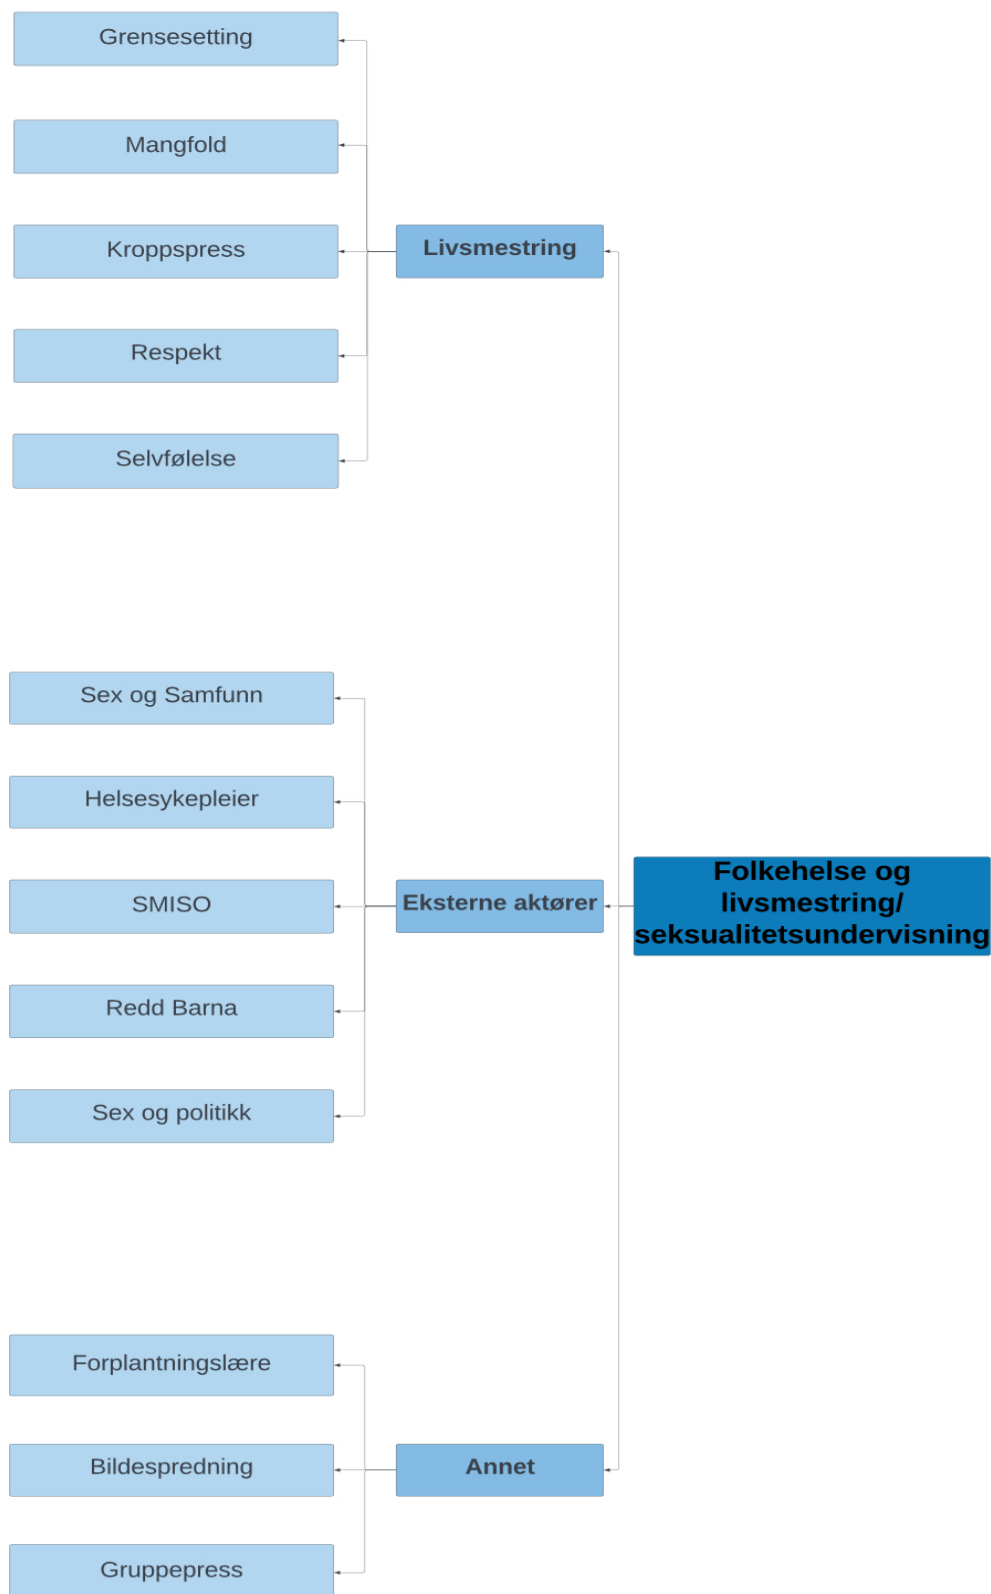 Grensesetting
Mangfold
Kroppspress
Livsmestring
Respekt
Selvfølelse
Sex og Samfunn
Helsesykepleier
SMISO
Eksterne aktører
Folkehelse og
livsmestring/
seksualitetsundervisning
Redd Barna
Sex og politikk
Forplantningslære
Bildespredning
Annet
Gruppepress